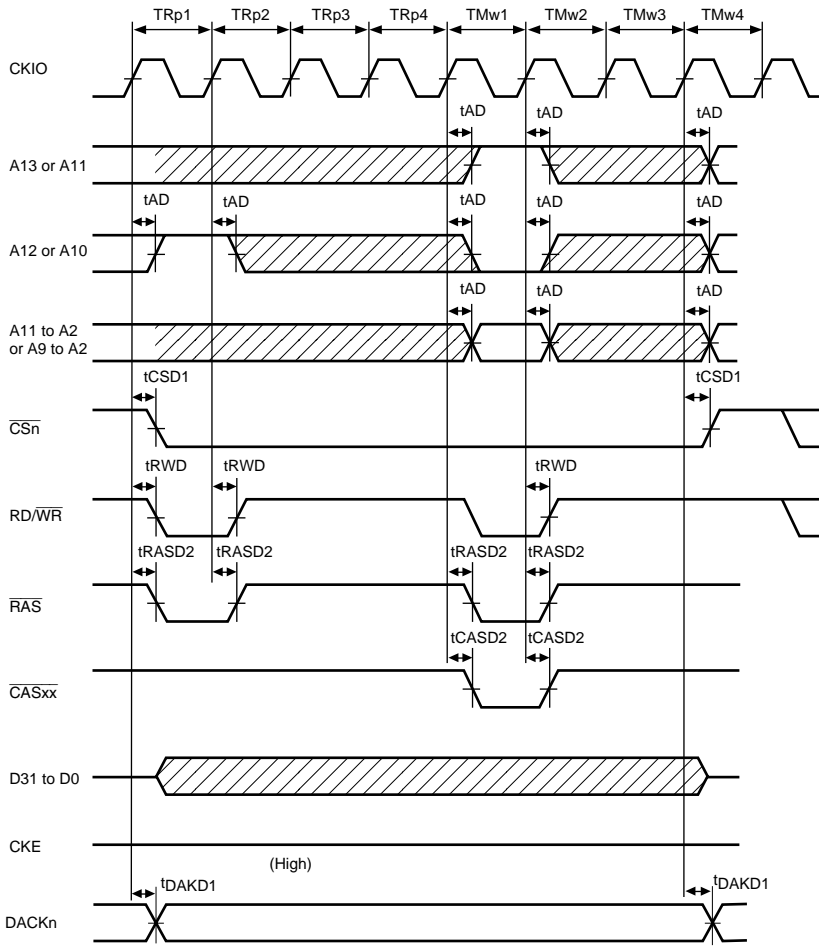 TRp1 TRp2 TRp3 TRp4 TMw1 TMw2 TMw3 TMw4
CKIO
tAD tAD tAD
A13 or A11
tAD tAD tAD tAD tAD
A12 or A10
tAD tAD tAD
A11 to A2
or A9 to A2
tCSD1 tCSD1
CSn
tRWD tRWD tRWD
RD/WR
tRASD2 tRASD2 tRASD2 tRASD2
RAS
tCASD2 tCASD2
CASxx
D31 to D0
CKE
(High)
tDAKD1 tDAKD1
DACKn